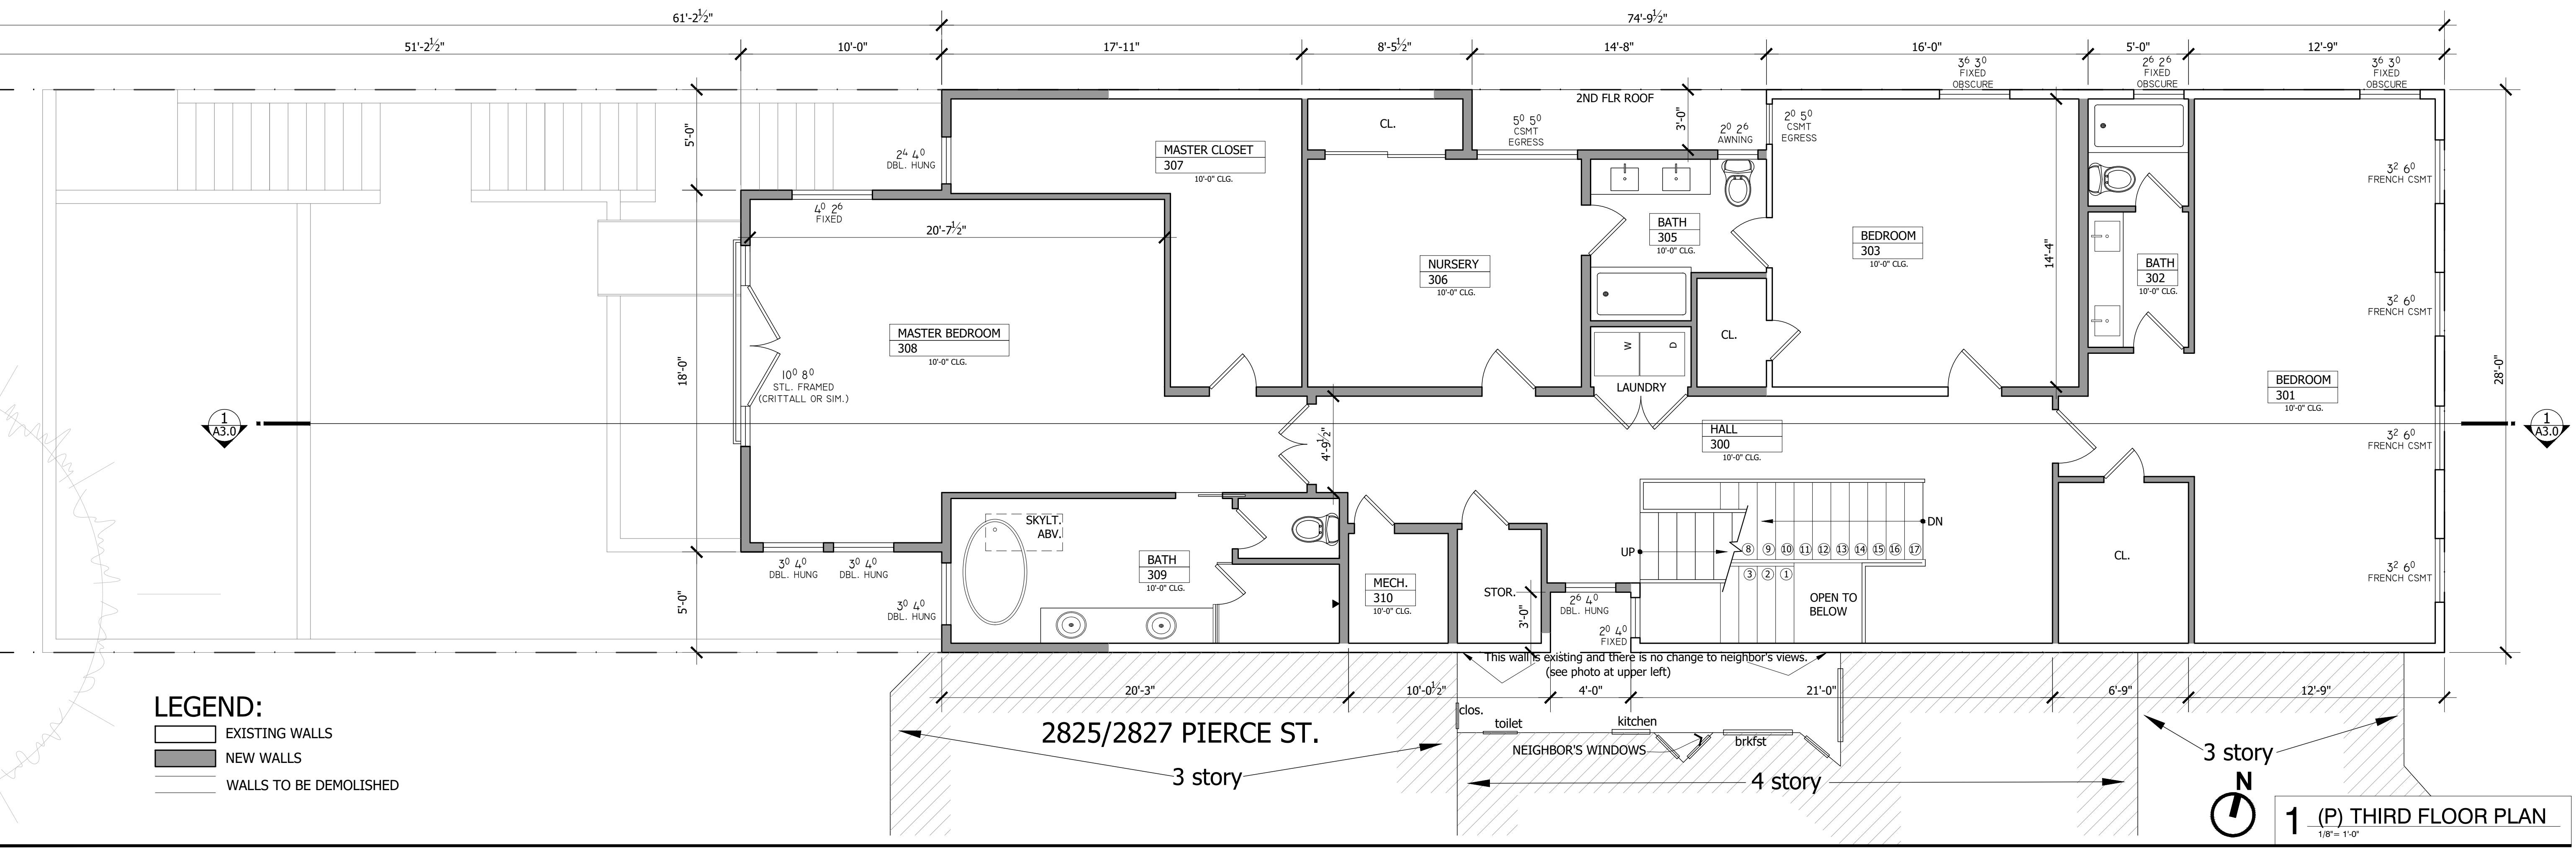 61'-2½" 74'-9½"
51'-2½" 10'-0" 17'-11" 8'-5½" 14'-8" 16'-0" 5'-0" 12'-9"
3⁶ 3⁰
FIXED
OBSCURE
2⁶ 2⁶
FIXED
OBSCURE
3⁶ 3⁰
FIXED
OBSCURE
2ND FLR ROOF
5'-0"
2⁴ 4⁰
DBL. HUNG
MASTER CLOSET
307
10'-0" CLG.
CL.
5⁰ 5⁰
CSMT
EGRESS
3'-0"
2⁰ 2⁶
AWNING
2⁰ 5⁰
CSMT
EGRESS
3² 6⁰
FRENCH CSMT
4⁰ 2⁶
FIXED
20'-7½"
BATH
305
10'-0" CLG.
BEDROOM
303
10'-0" CLG.
14'-4"
BATH
302
10'-0" CLG.
NURSERY
306
10'-0" CLG.
3² 6⁰
FRENCH CSMT
MASTER BEDROOM
308
10'-0" CLG.
CL.
W D
LAUNDRY
18'-0"
10⁰ 8⁰
STL. FRAMED
(CRITTALL OR SIM.)
BEDROOM
301
10'-0" CLG.
28'-0"
1
A3.0
4'-9½"
HALL
300
10'-0" CLG.
3² 6⁰
FRENCH CSMT
1
A3.0
SKYLT.
ABV.
DN
UP
8 9 10 11 12 13 14 15 16 17
3 2 1
CL.
3⁰ 4⁰
DBL. HUNG
3⁰ 4⁰
DBL. HUNG
BATH
309
10'-0" CLG.
MECH.
310
10'-0" CLG.
STOR.
3² 6⁰
FRENCH CSMT
5'-0"
3⁰ 4⁰
DBL. HUNG
2⁶ 4⁰
DBL. HUNG
3'-0"
2⁰ 4⁰
FIXED
OPEN TO
BELOW
This wall is existing and there is no change to neighbor's views.
(see photo at upper left)
20'-3" 10'-0½" 4'-0" 21'-0" 6'-9" 12'-9"
LEGEND:
EXISTING WALLS
NEW WALLS
WALLS TO BE DEMOLISHED
2825/2827 PIERCE ST.
clos.
toilet
kitchen
NEIGHBOR'S WINDOWS
brkfst
3 story
4 story
3 story
N
1 (P) THIRD FLOOR PLAN
1/8"= 1'-0"